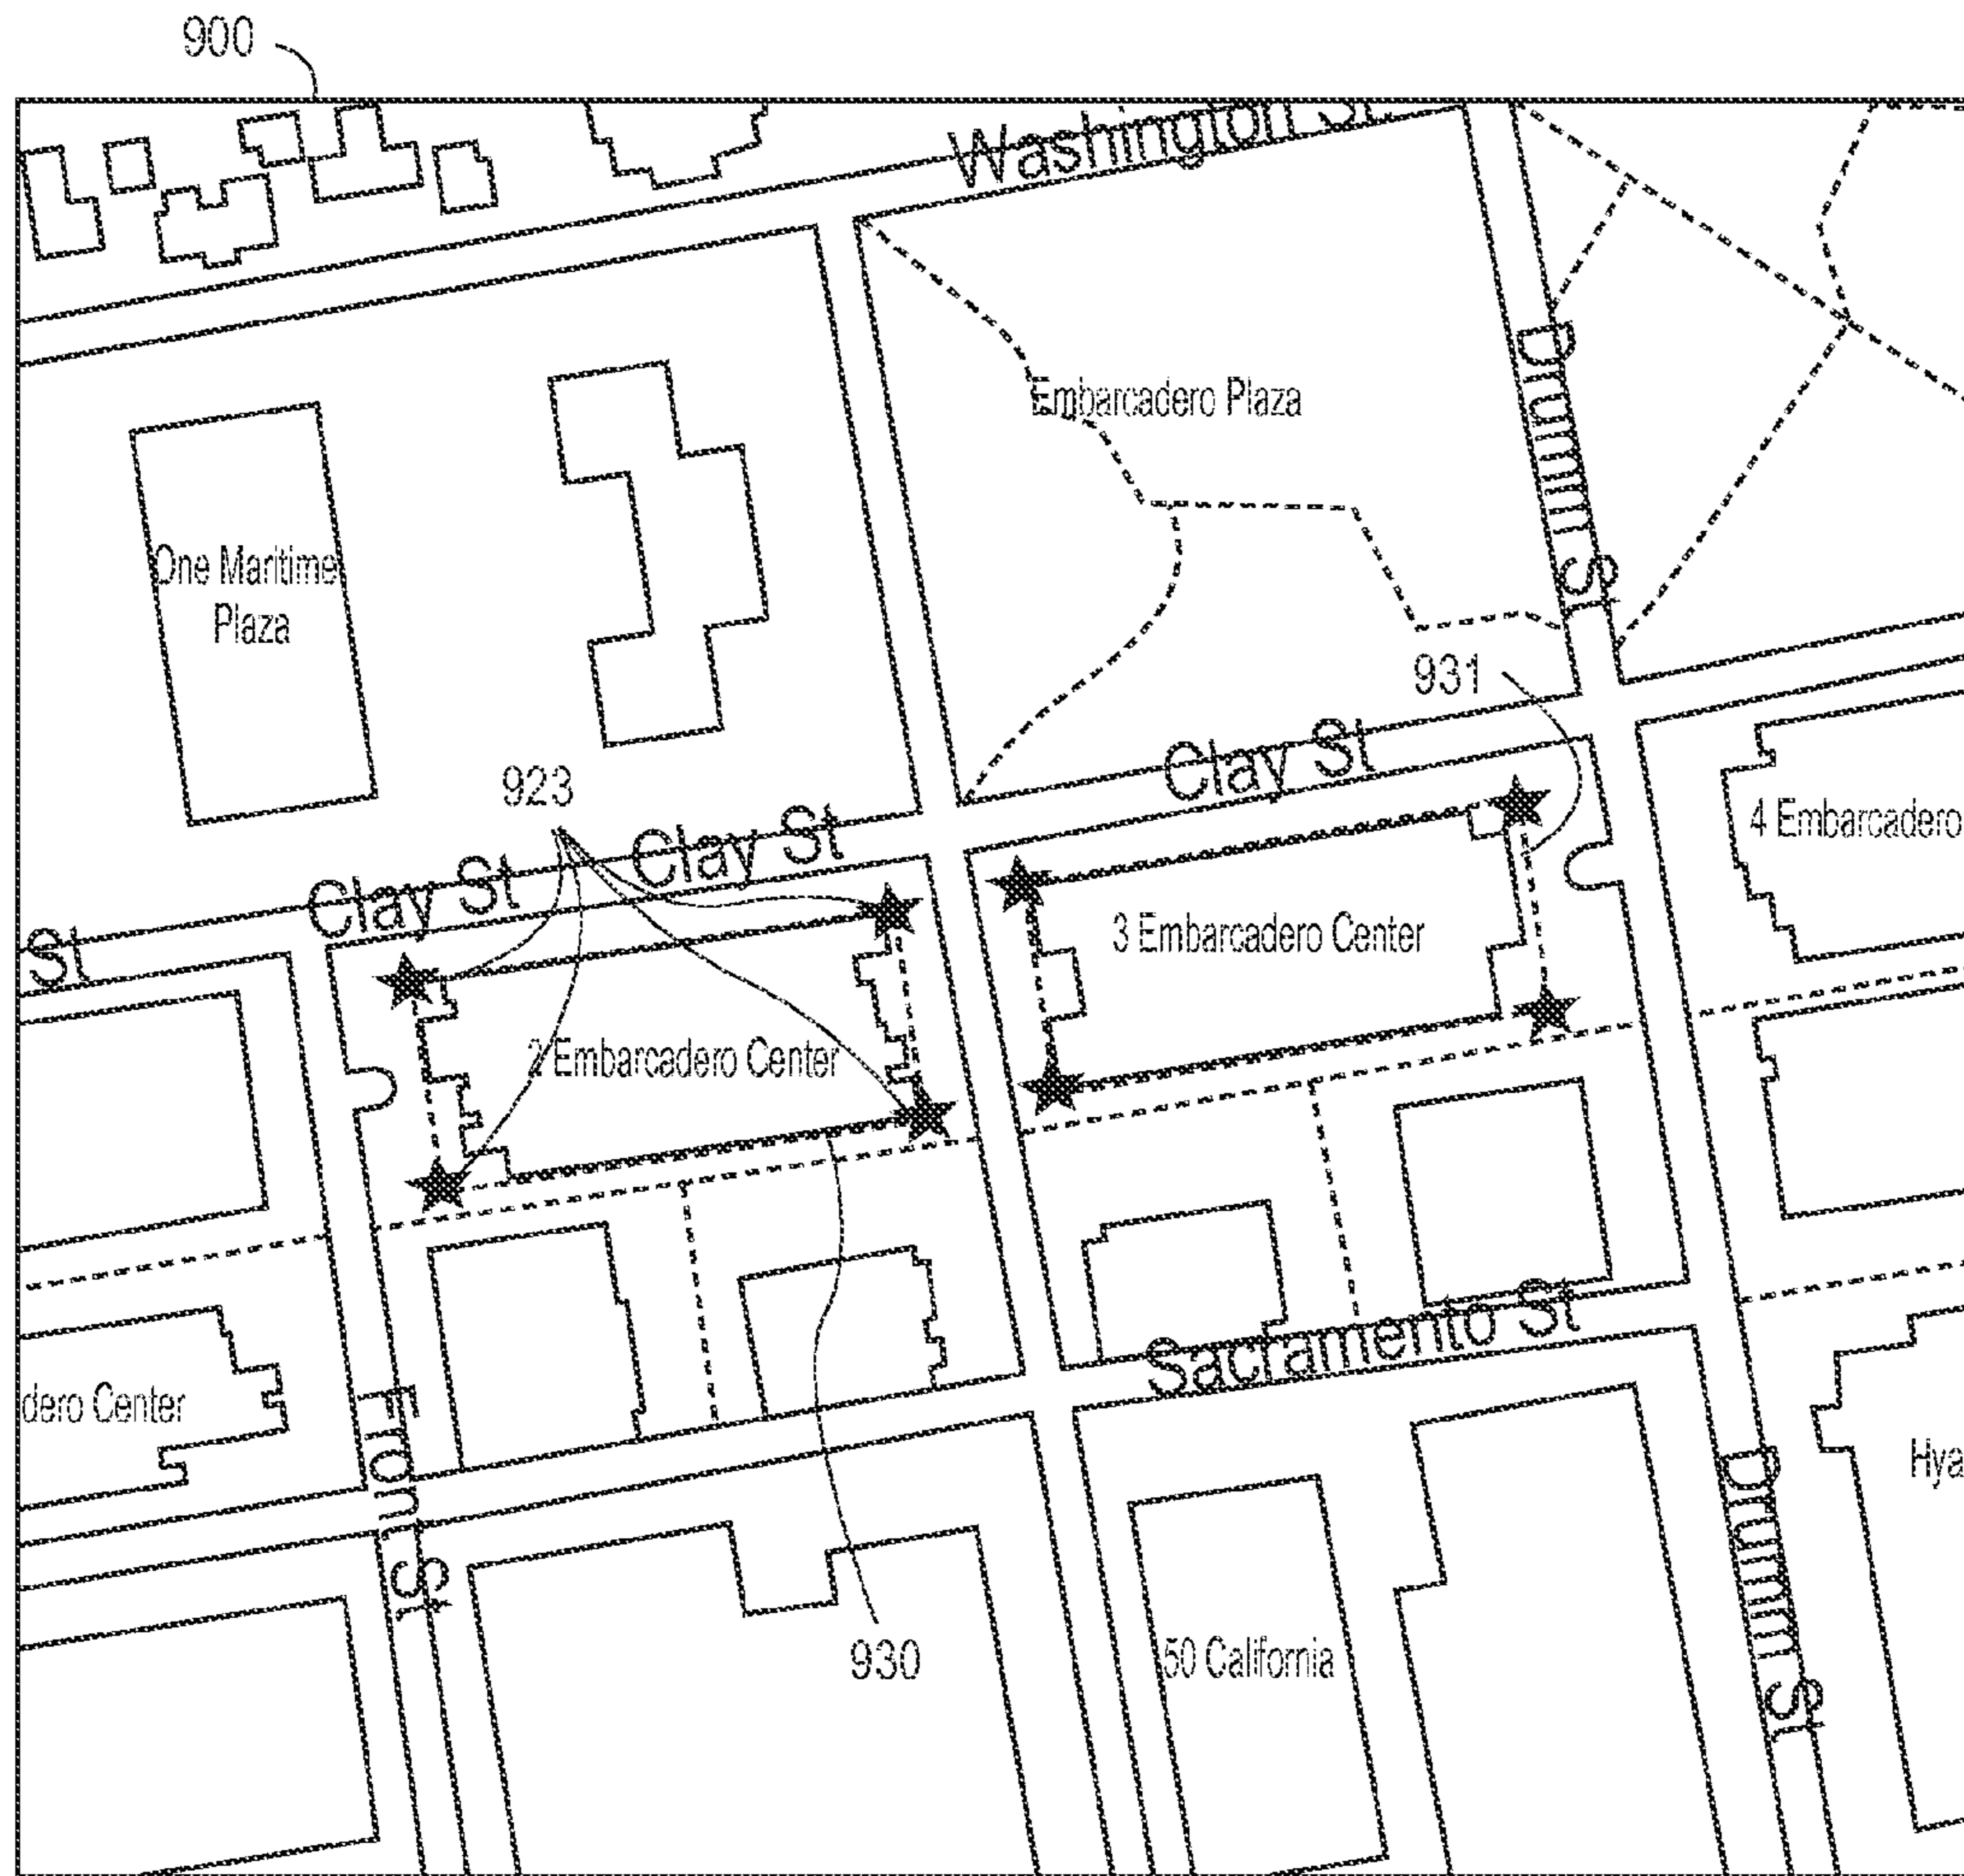 900
Washington St.
Drumm St
Embarcadero Plaza
One Maritime
Plaza
931
Clay St
923
Clay St
Clay St
St
4 Embarcadero
3 Embarcadero Center
2 Embarcadero Center
Sacramento St
dero Center
Front St
Drumm St
Hya
930
50 California